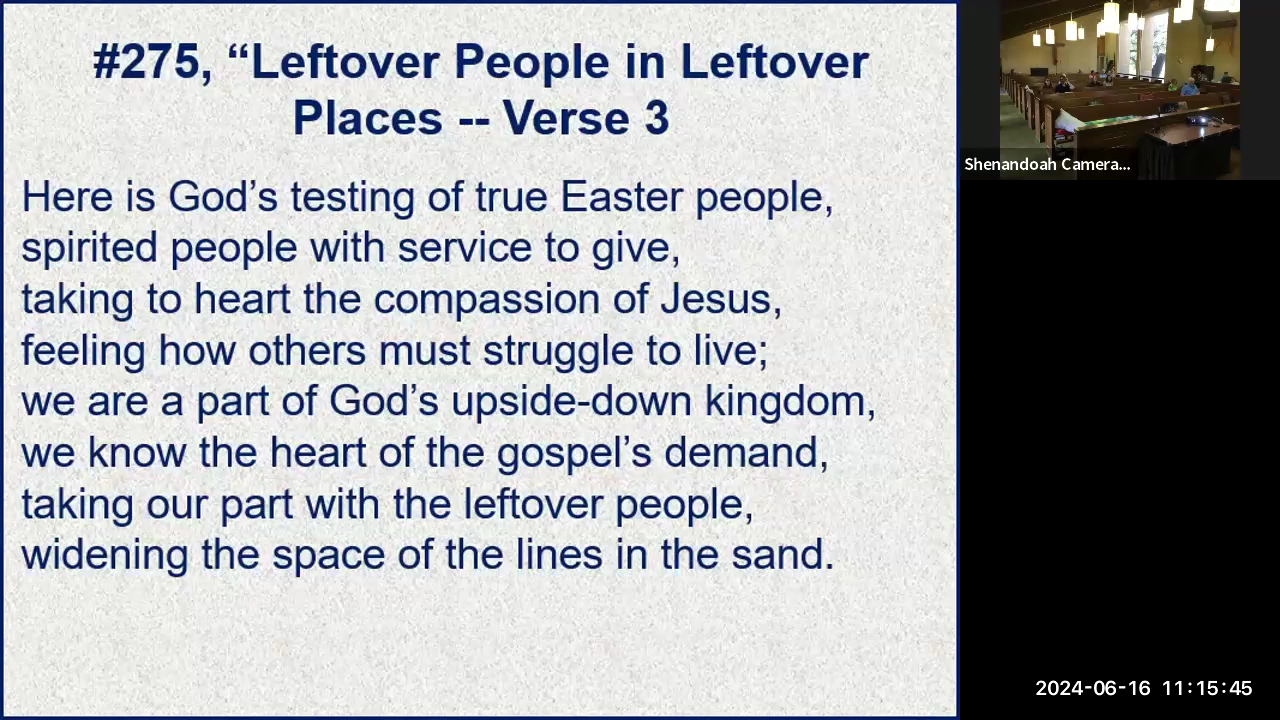 #275, “Leftover People in Leftover
Places -- Verse 3
Here is God’s testing of true Easter people,
spirited people with service to give,
taking to heart the compassion of Jesus,
feeling how others must struggle to live;
we are a part of God’s upside-down kingdom,
we know the heart of the gospel’s demand,
taking our part with the leftover people,
widening the space of the lines in the sand.
Shenandoah Camera...
2024-06-16 11:15:45